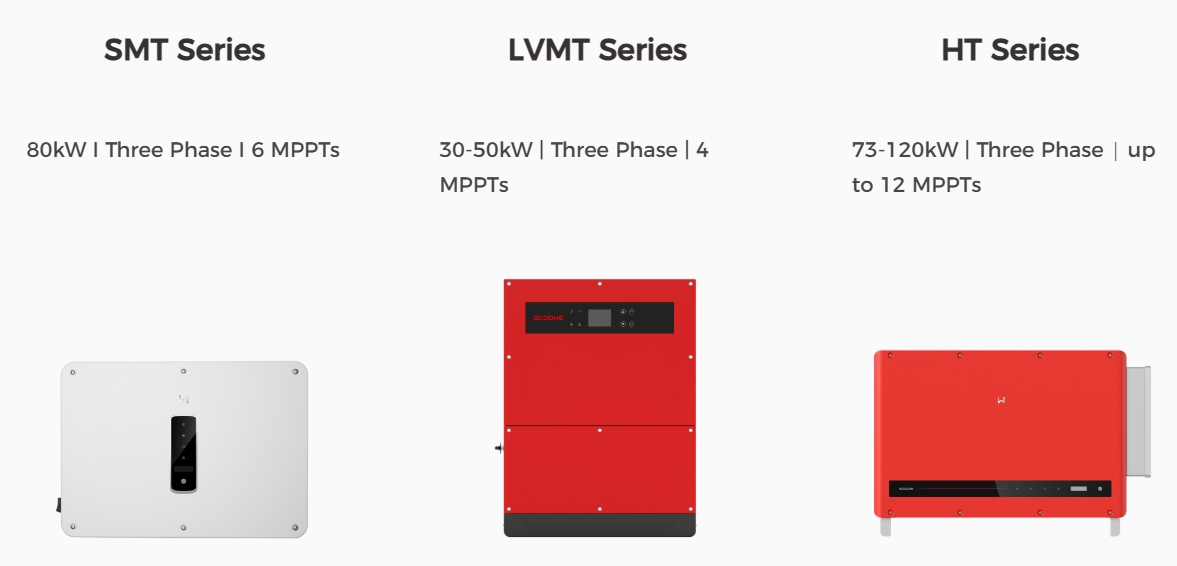 SMT Series
LVMT Series
HT Series
80kW I Three Phase I 6 MPPTs
30-50kW | Three Phase | 4
MPPTs
73-120kW | Three Phase | up
to 12 MPPTs
GOODWE